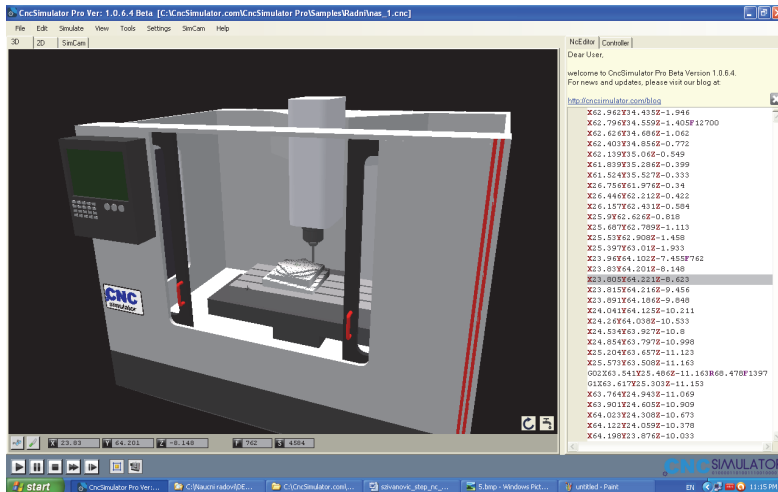 CncSimulator Pro Ver: 1.0.6.4 Beta [C:\CncSimulator.com\CncSimulator Pro\Samples\Radni\nas_1.cnc]
File Edit Simulate View Tools Settings SimCam Help
3D 2D SimCam
NcEditor Controller
Dear User,
welcome to CncSimulator Pro Beta Version 1.0.6.4.
For news and updates, please visit our blog at:
http://cncsimulator.com/blog
X62.962Y34.435Z-1.946
X62.796Y34.559Z-1.405F12700
X62.626Y34.686Z-1.062
X62.403Y34.856Z-0.772
X62.139Y35.06Z-0.549
X61.839Y35.286Z-0.399
X61.524Y35.527Z-0.333
X26.756Y61.976Z-0.34
X26.446Y62.212Z-0.422
X26.157Y62.431Z-0.584
X25.9Y62.626Z-0.818
X25.687Y62.789Z-1.113
X25.53Y62.908Z-1.458
X25.397Y63.01Z-1.933
X23.96Y64.102Z-7.455F762
X23.83Y64.201Z-8.148
X23.805Y64.221Z-8.623
X23.815Y64.216Z-9.456
X23.891Y64.186Z-9.848
X24.041Y64.125Z-10.211
X24.26Y64.038Z-10.533
X24.534Y63.927Z-10.8
X24.854Y63.797Z-10.998
X25.204Y63.657Z-11.123
X25.573Y63.508Z-11.163
G02X63.541Y25.486Z-11.163R68.478F1397
G1X63.617Y25.303Z-11.153
X63.764Y24.943Z-11.069
X63.901Y24.605Z-10.909
X64.023Y24.308Z-10.673
X64.122Y24.059Z-10.378
X64.198Y23.876Z-10.033
CNC
simulator
X 23.83 Y 64.201 Z -8.148 F 762 S 4584
CNC SIMULATOR
start CncSimulator Pro Ver:... C:\Naucni radovi\DE... C:\CncSimulator.com\... szivanovic_step_nc_... 5.bmp - Windows Pict... untitled - Paint EN 11:15 PM